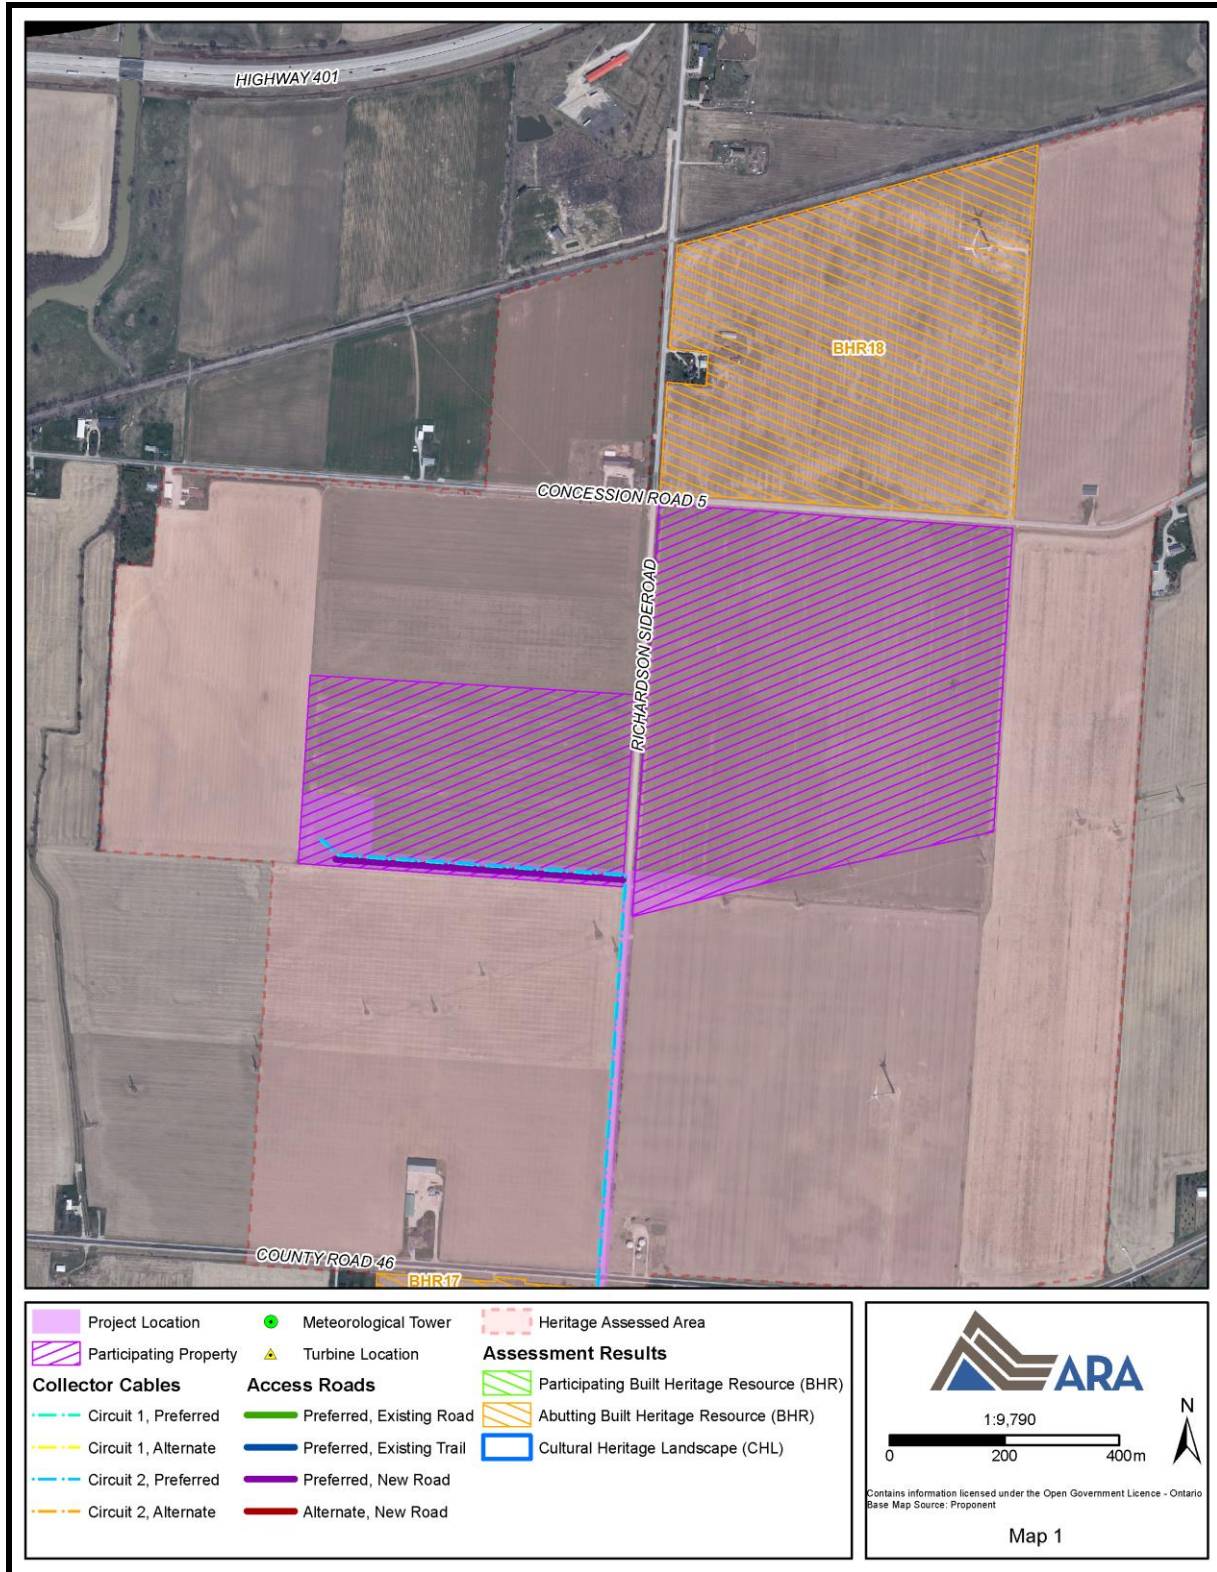 HIGHWAY 401
BHR18
CONCESSION ROAD 5
RICHARDSON SIDEROAD
COUNTY ROAD 46
BHR17
Project Location
Participating Property
Collector Cables
Circuit 1, Preferred
Circuit 1, Alternate
Circuit 2, Preferred
Circuit 2, Alternate
Meteorological Tower
Turbine Location
Access Roads
Preferred, Existing Road
Preferred, Existing Trail
Preferred, New Road
Alternate, New Road
Heritage Assessed Area
Assessment Results
Participating Built Heritage Resource (BHR)
Abutting Built Heritage Resource (BHR)
Cultural Heritage Landscape (CHL)
ARA
N
1:9,790
0 200 400m
Contains information licensed under the Open Government Licence - Ontario
Base Map Source: Proponent
Map 1